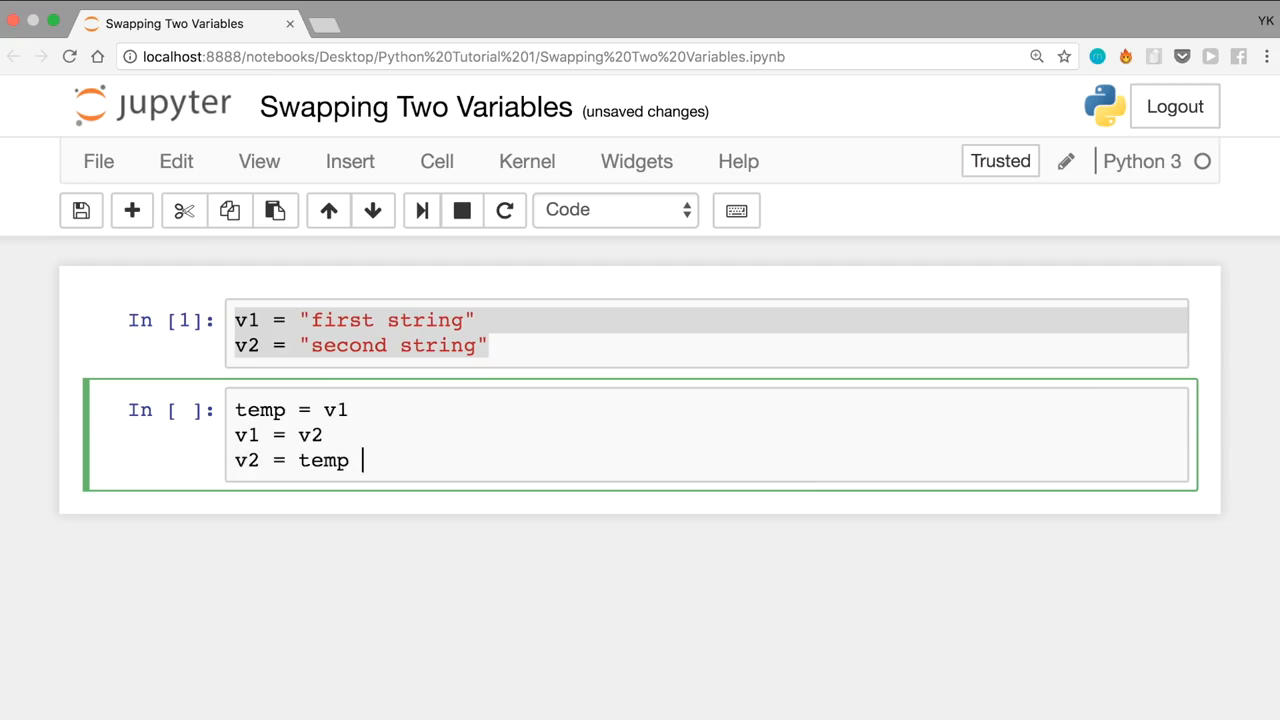 Swapping Two Variables
YK
localhost:8888/notebooks/Desktop/Python%20Tutorial%201/Swapping%20Two%20Variables.ipynb
jupyter Swapping Two Variables (unsaved changes) Logout
File Edit View Insert Cell Kernel Widgets Help Trusted Python 3
Code
In [1]: v1 = "first string"
v2 = "second string"
In [ ]: temp = v1
v1 = v2
v2 = temp